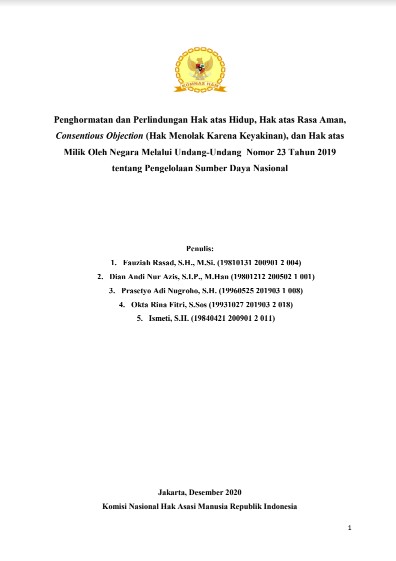 KOMNAS HAM
Penghormatan dan Perlindungan Hak atas Hidup, Hak atas Rasa Aman,
Consentious Objection (Hak Menolak Karena Keyakinan), dan Hak atas
Milik Oleh Negara Melalui Undang-Undang Nomor 23 Tahun 2019
tentang Pengelolaan Sumber Daya Nasional
Penulis:
1. Fauziah Rasad, S.H., M.Si. (19810131 200901 2 004)
2. Dian Andi Nur Azis, S.I.P., M.Han (19801212 200502 1 001)
3. Prasetyo Adi Nugroho, S.H. (19960525 201903 1 008)
4. Okta Rina Fitri, S.Sos (19931027 201903 2 018)
5. Ismeti, S.H. (19840421 200901 2 011)
Jakarta, Desember 2020
Komisi Nasional Hak Asasi Manusia Republik Indonesia
1